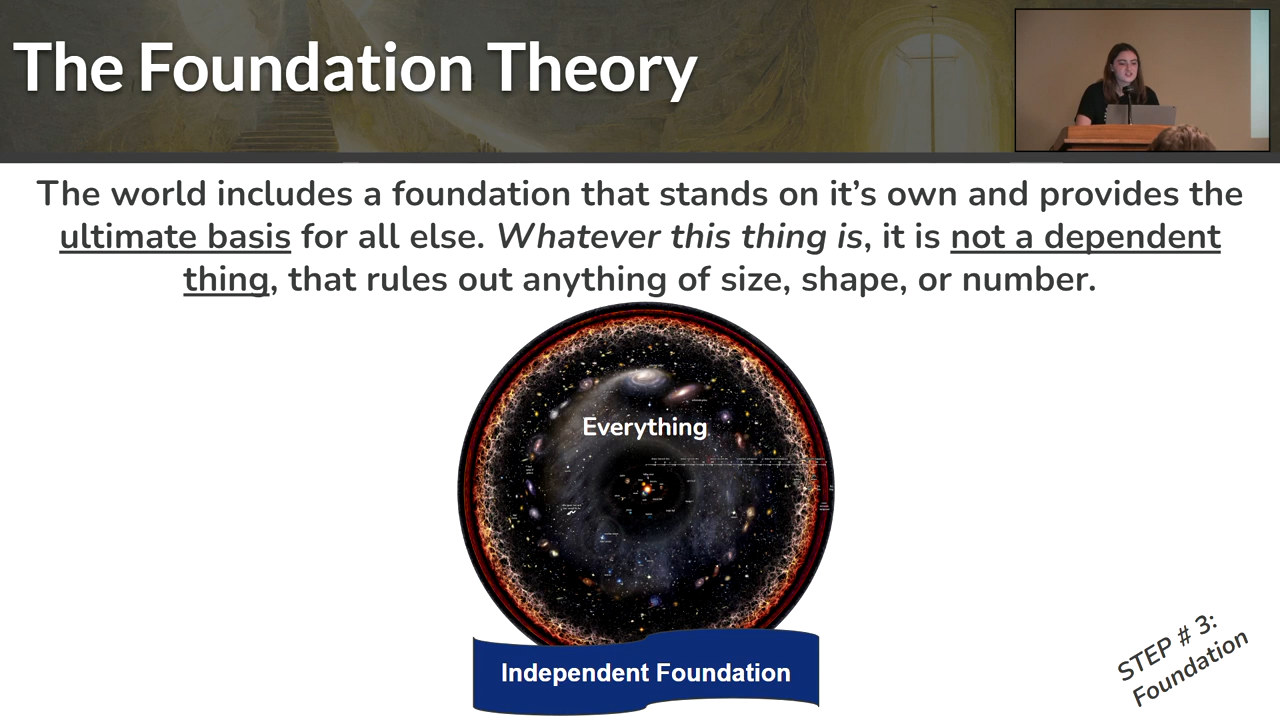 The Foundation Theory
The world includes a foundation that stands on it’s own and provides the
ultimate basis for all else. Whatever this thing is, it is not a dependent
thing, that rules out anything of size, shape, or number.
Everything
Independent Foundation
STEP # 3:
Foundation